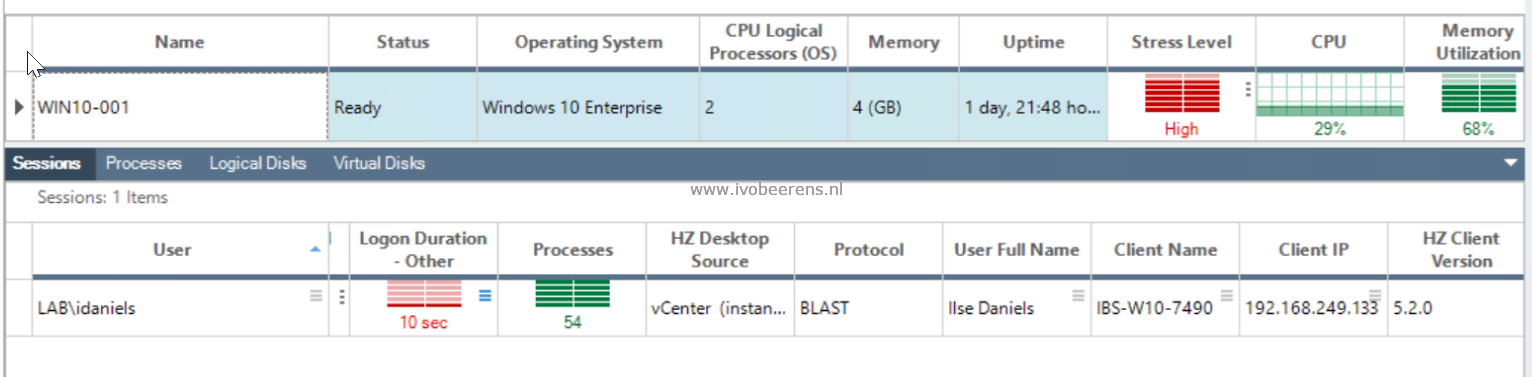 Name Status Operating System CPU Logical Processors (OS) Memory Uptime Stress Level CPU Memory Utilization
WIN10-001 Ready Windows 10 Enterprise 2 4 (GB) 1 day, 21:48 ho... High 29% 68%
Sessions Processes Logical Disks Virtual Disks
www.ivobeerens.nl
Sessions: 1 Items
User Logon Duration - Other Processes HZ Desktop Source Protocol User Full Name Client Name Client IP HZ Client Version
LAB\idaniels 10 sec 54 vCenter (instan... BLAST Ilse Daniels IBS-W10-7490 192.168.249.133 5.2.0